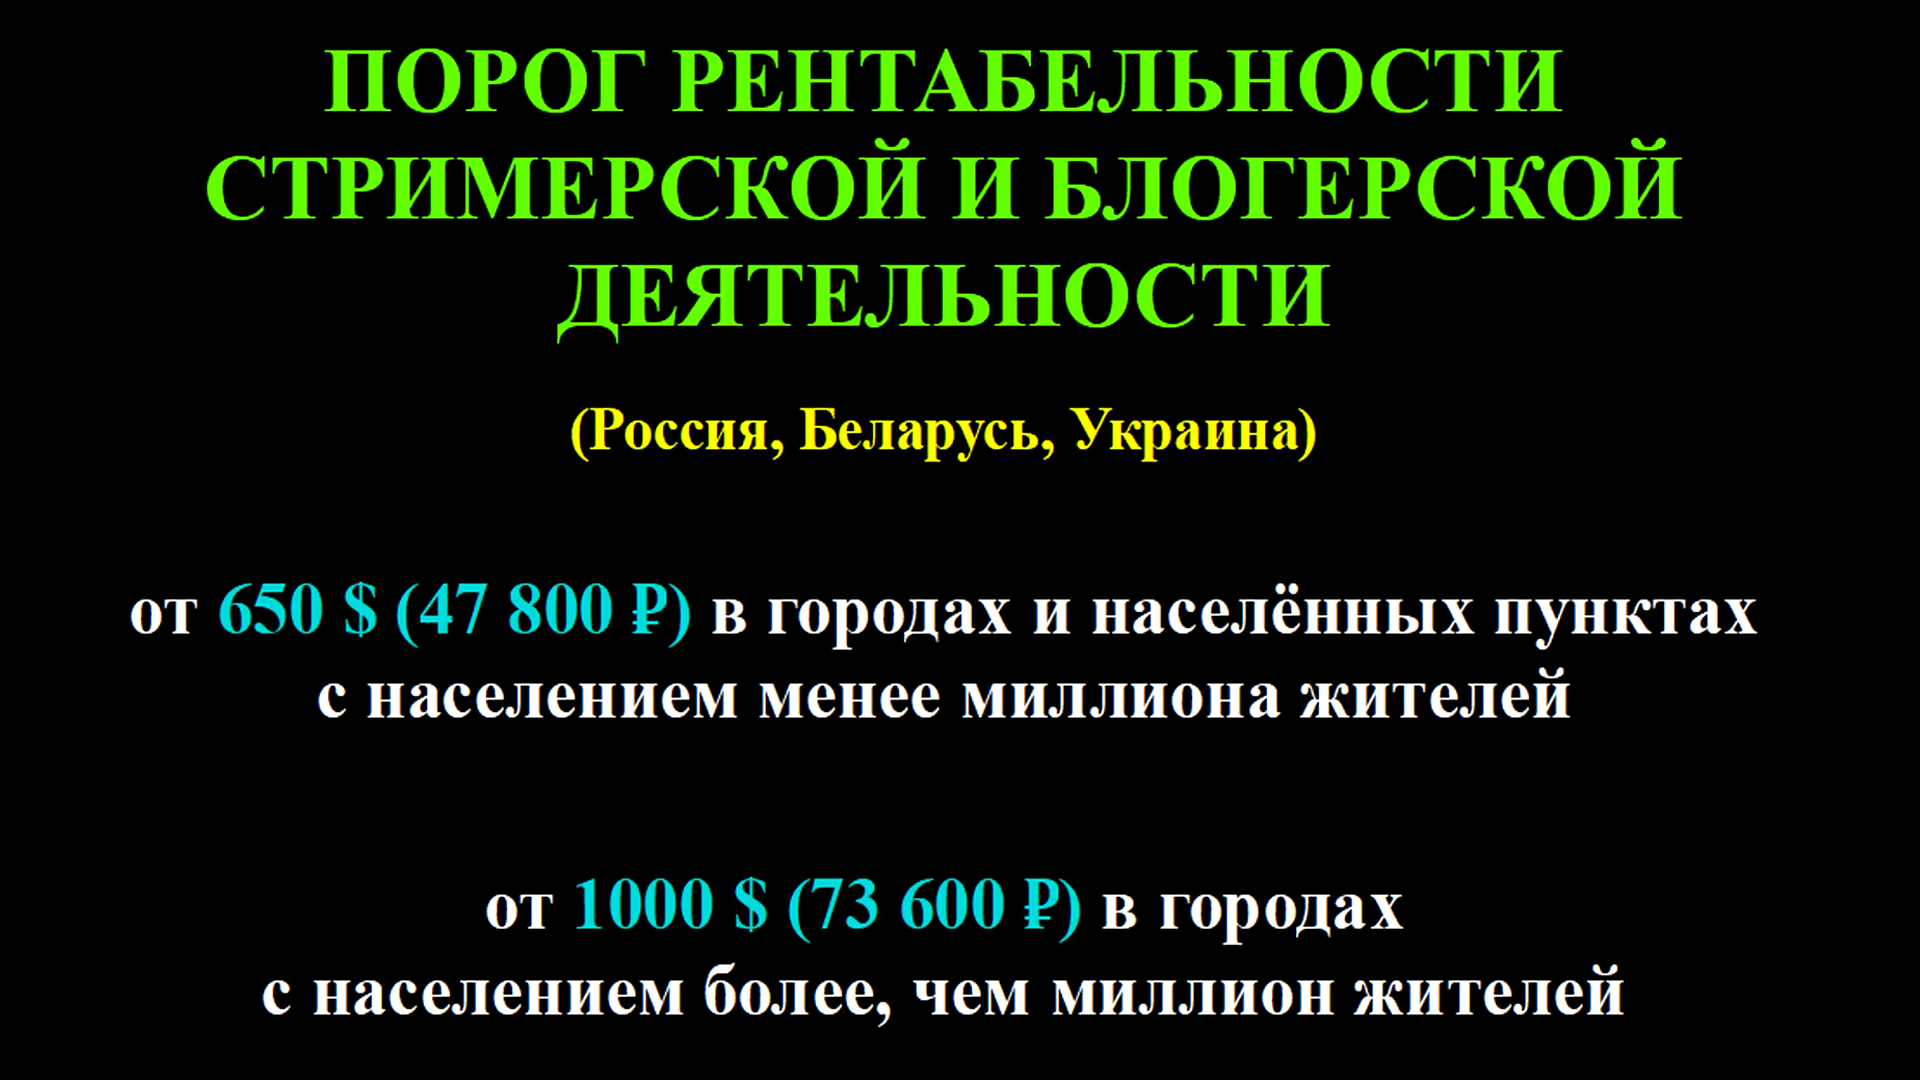 ПОРОГ РЕНТАБЕЛЬНОСТИ
СТРИМЕРСКОЙ И БЛОГЕРСКОЙ
ДЕЯТЕЛЬНОСТИ
(Россия, Беларусь, Украина)
от 650 $ (47 800 ₽) в городах и населённых пунктах
с населением менее миллиона жителей
от 1000 $ (73 600 ₽) в городах
с населением более, чем миллион жителей